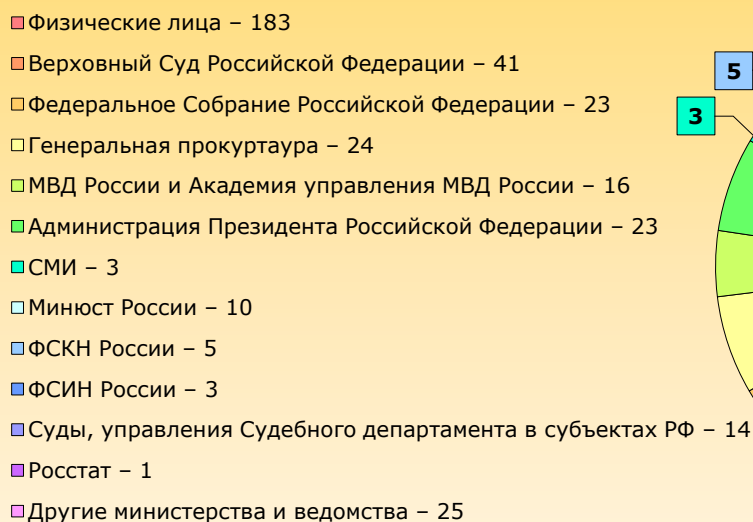 Физические лица – 183
Верховный Суд Российской Федерации – 41
5
Федеральное Собрание Российской Федерации – 23
3
Генеральная прокуртаура – 24
МВД России и Академия управления МВД России – 16
Администрация Президента Российской Федерации – 23
СМИ – 3
Минюст России – 10
ФСКН России – 5
ФСИН России – 3
Суды, управления Судебного департамента в субъектах РФ – 14
Росстат – 1
Другие министерства и ведомства – 25